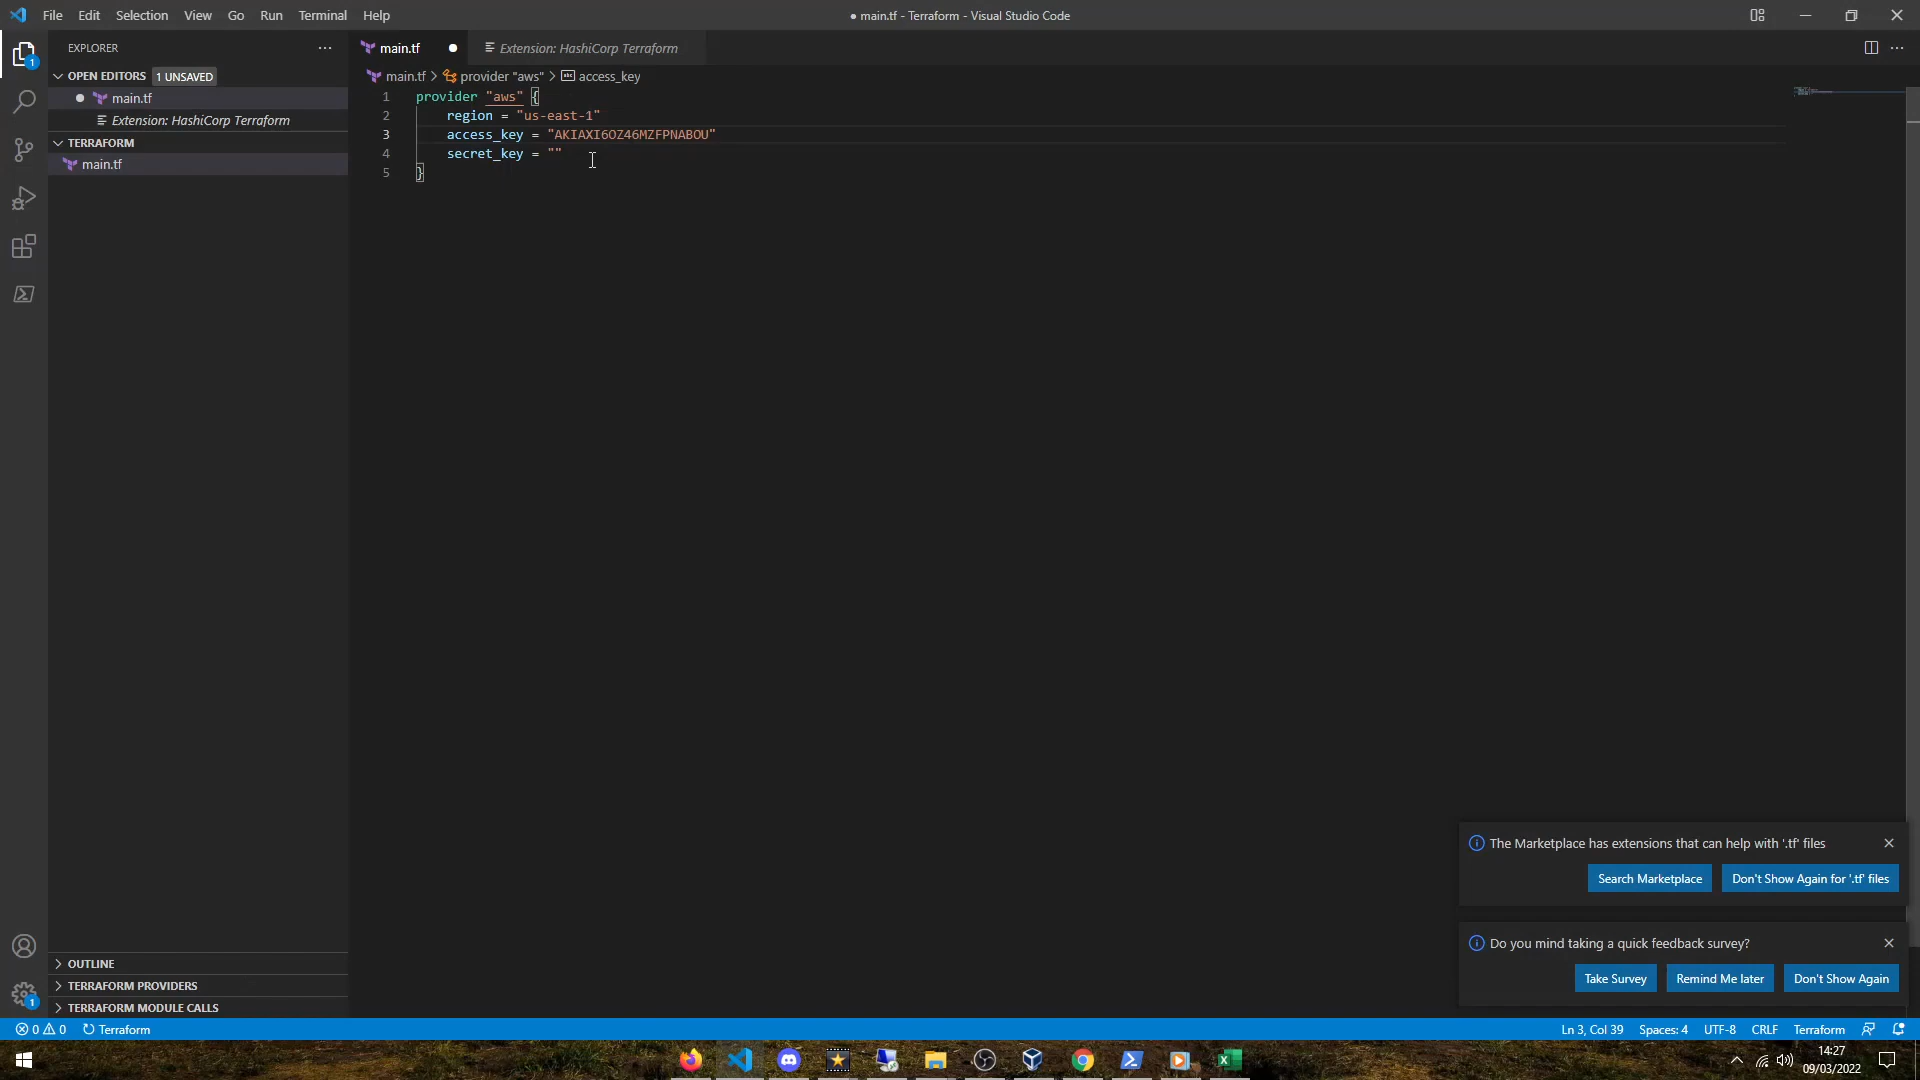 File Edit Selection View Go Run Terminal Help
● main.tf - Terraform - Visual Studio Code
EXPLORER
OPEN EDITORS 1 UNSAVED
main.tf
Extension: HashiCorp Terraform
TERRAFORM
main.tf
OUTLINE
TERRAFORM PROVIDERS
TERRAFORM MODULE CALLS
main.tf
Extension: HashiCorp Terraform
main.tf > provider "aws" > access_key
1 provider "aws" {
2 region = "us-east-1"
3 access_key = "AKIAXI6OZ46MZFPNABOU"
4 secret_key = ""
5 }
The Marketplace has extensions that can help with '.tf' files
Search Marketplace Don't Show Again for '.tf' files
Do you mind taking a quick feedback survey?
Take Survey Remind Me later Don't Show Again
1
1
0 0 Terraform
Ln 3, Col 39 Spaces: 4 UTF-8 CRLF Terraform
14:27
09/03/2022